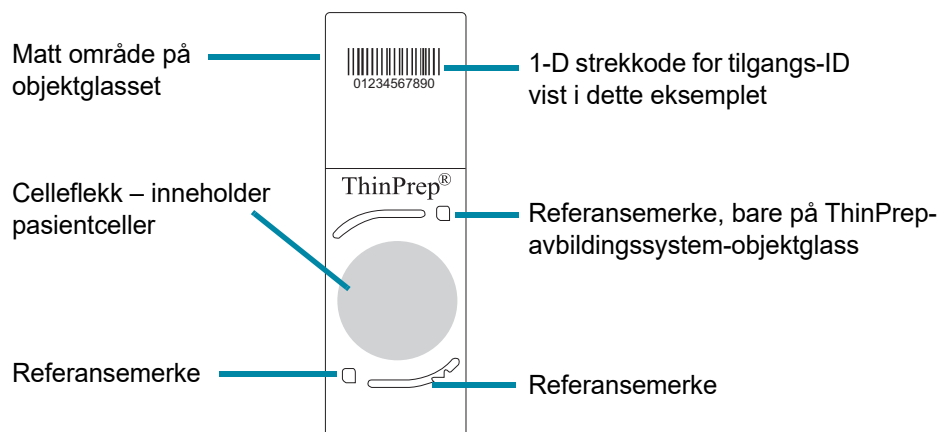 Matt område på
objektglasset
01234567890
1-D strekkode for tilgangs-ID
vist i dette eksemplet
ThinPrep®
Celleflekk – inneholder
pasientceller
Referansemerke, bare på ThinPrep-
avbildingssystem-objektglass
Referansemerke
Referansemerke